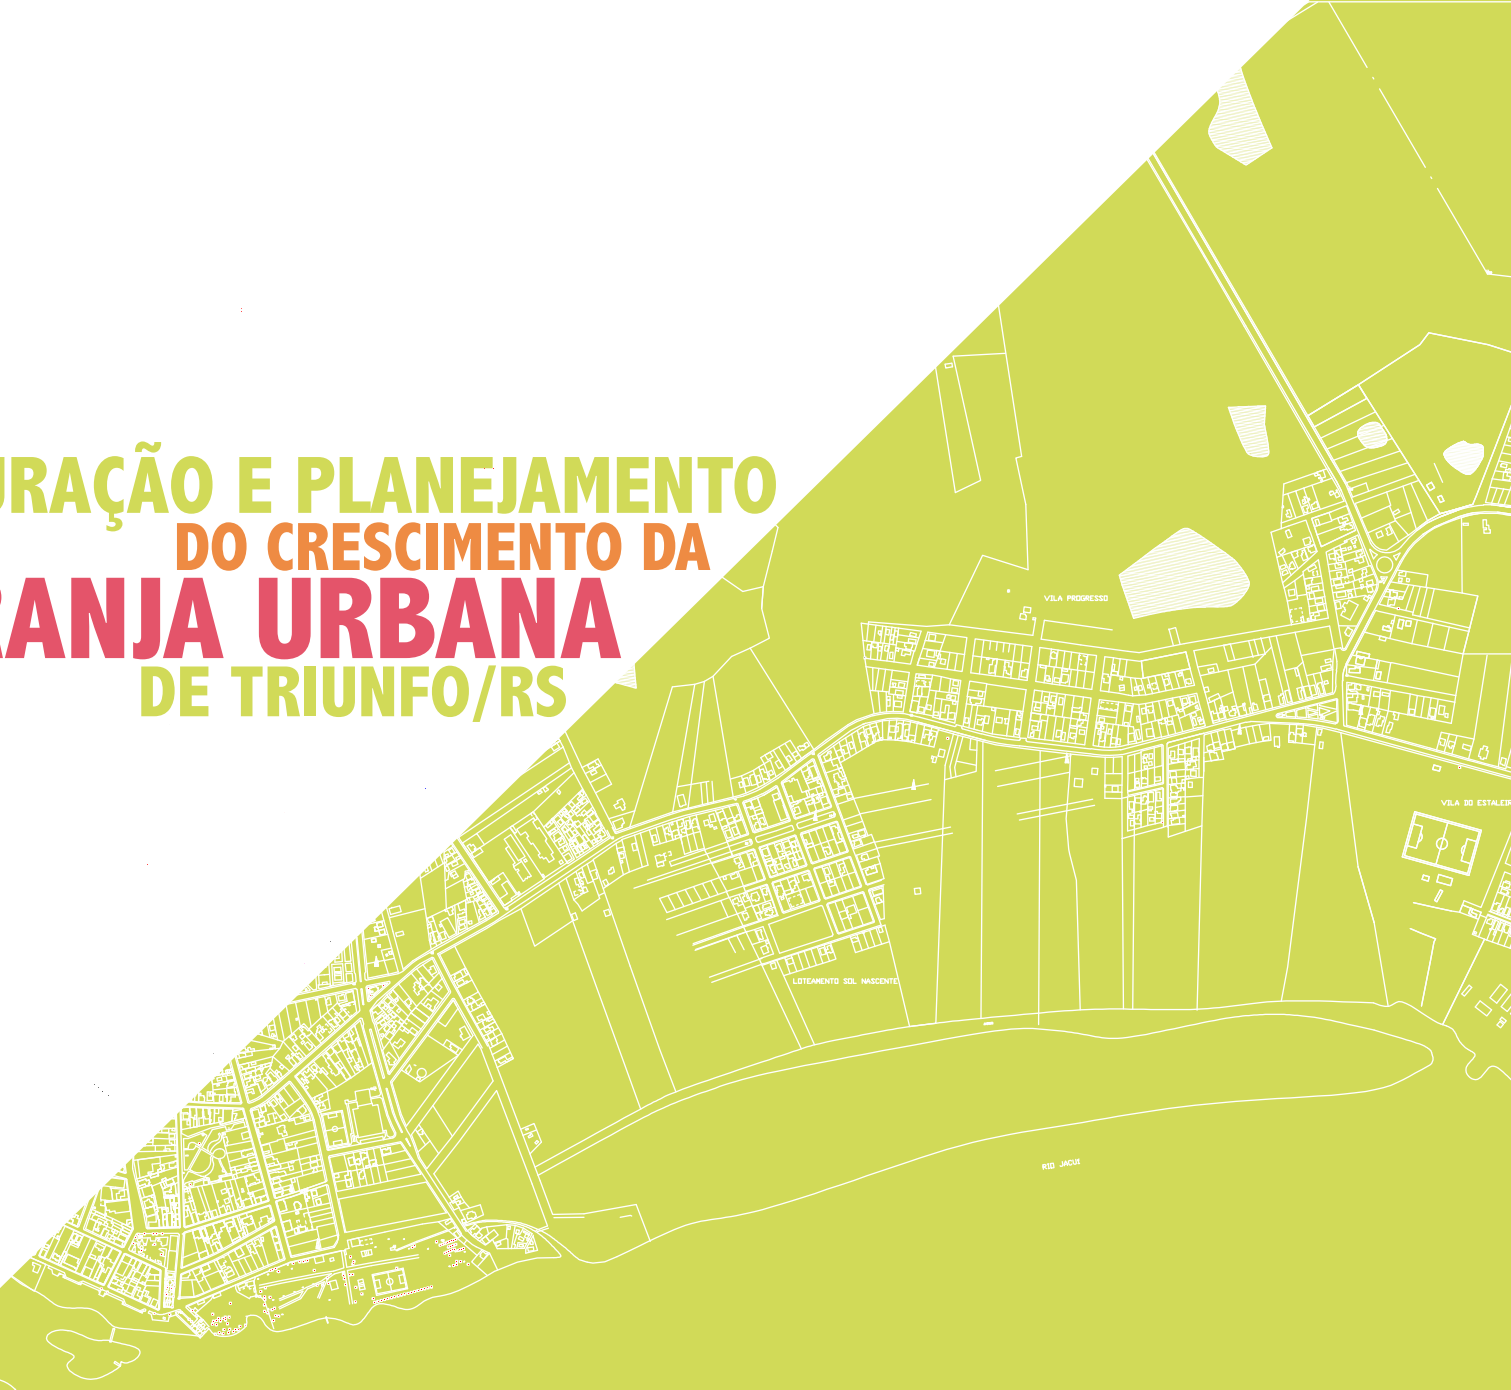 URAÇÃO E PLANEJAMENTO
DO CRESCIMENTO DA
RANJA URBANA
DE TRIUNFO/RS
VILA PROGRESSO
VILA DO ESTALEIR
LOTEAMENTO SOL NASCENTE
RIO JACUI